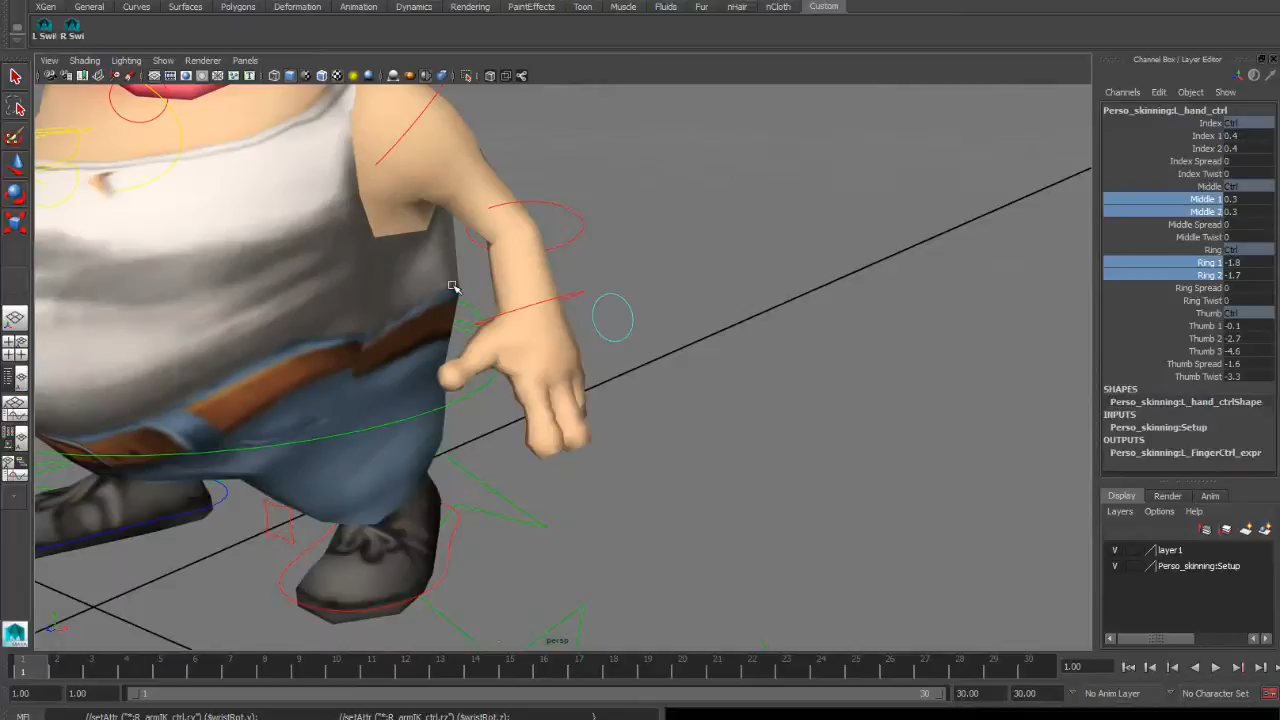 XGen General Curves Surfaces Polygons Deformation Animation Dynamics Rendering PaintEffects Toon Muscle Fluids Fur nHair nCloth Custom
L Swi R Swi
View Shading Lighting Show Renderer Panels
Channel Box / Layer Editor
Channels Edit Object Show
Perso_skinning:L_hand_ctrl
Index Ctrl
Index 1 0.4
Index 2 0.4
Index Spread 0
Index Twist 0
Middle Ctrl
Middle 1 0.3
Middle 2 0.3
Middle Spread 0
Middle Twist 0
Ring Ctrl
Ring 1 -1.8
Ring 2 -1.7
Ring Spread 0
Ring Twist 0
Thumb Ctrl
Thumb 1 -0.1
Thumb 2 -2.7
Thumb 3 -4.6
Thumb Spread -1.6
Thumb Twist -3.3
SHAPES
Perso_skinning:L_hand_ctrlShape
INPUTS
Perso_skinning:Setup
OUTPUTS
Perso_skinning:L_FingerCtrl_expr
Display Render Anim
Layers Options Help
V layer1
V Perso_skinning:Setup
persp
1 2 3 4 5 6 7 8 9 10 11 12 13 14 15 16 17 18 19 20 21 22 23 24 25 26 27 28 29 30 1.00
1
1.00 1.00 1 30 30.00 30.00 No Anim Layer No Character Set
MEL //setAttr ("*:R_armIK_ctrl.ry") ($wristRot.y); //setAttr ("*:R_armIK_ctrl.rz") ($wristRot.z); }